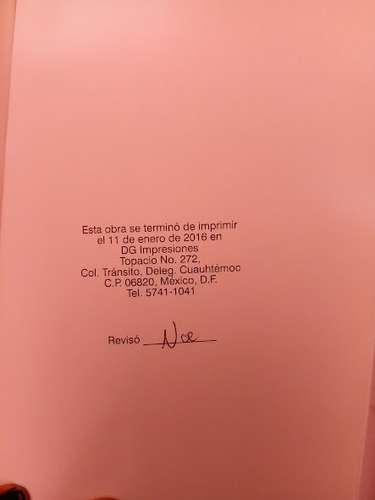 Esta obra se terminó de imprimir
el 11 de enero de 2016 en
DG Impresiones
Topacio No. 272,
Col. Tránsito, Deleg. Cuauhtémoc
C.P. 06820, México, D.F.
Tel. 5741-1041
Revisó Noe